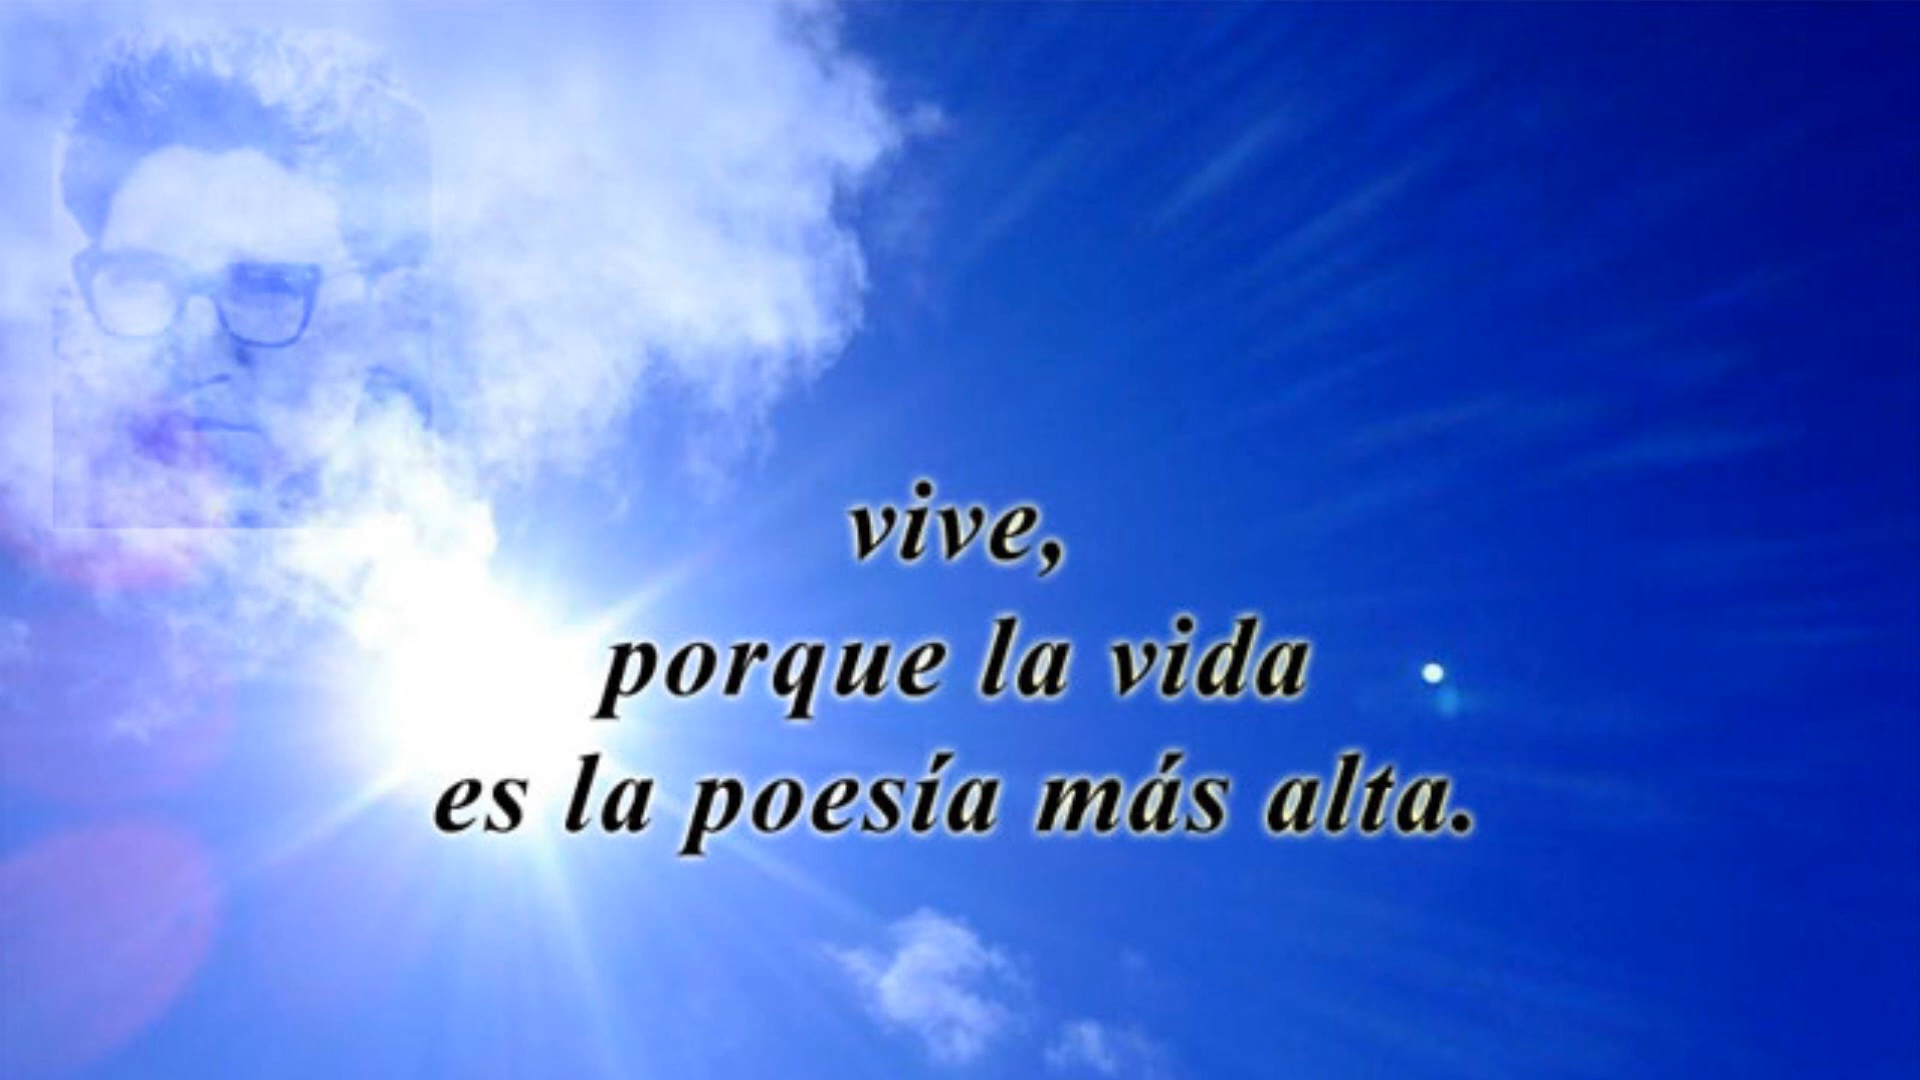 vive,
porque la vida
es la poesía más alta.